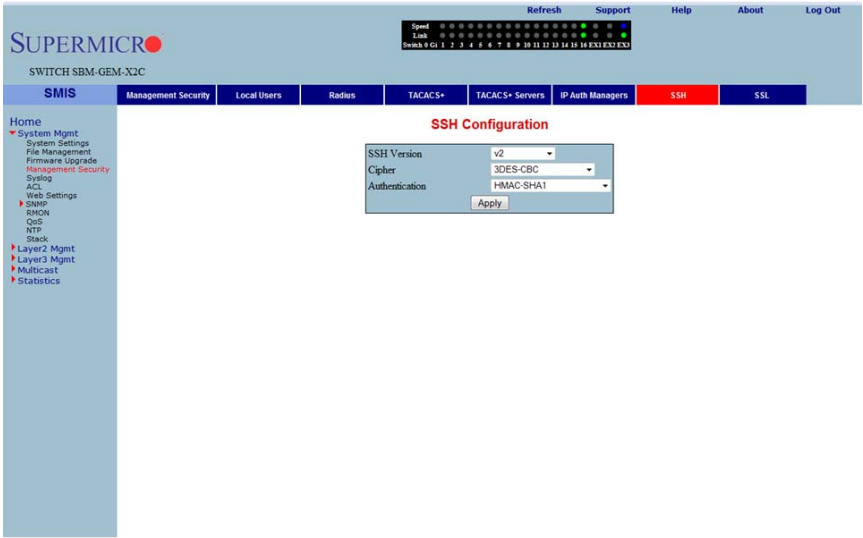 Refresh Support Help About Log Out
SUPERMICRO
Speed
Link
Switch 0 Gi 1 2 3 4 5 6 7 8 9 10 11 12 13 14 15 16 EX1 EX2 EX3
SWITCH SBM-GEM-X2C
SMIS
Management Security Local Users Radius TACACS+ TACACS+ Servers IP Auth Managers SSH SSL
Home
System Mgmt
System Settings
File Management
Firmware Upgrade
Management Security
Syslog
ACL
Web Settings
SNMP
RMON
QoS
NTP
Stack
Layer2 Mgmt
Layer3 Mgmt
Multicast
Statistics
SSH Configuration
SSH Version v2
Cipher 3DES-CBC
Authentication HMAC-SHA1
Apply